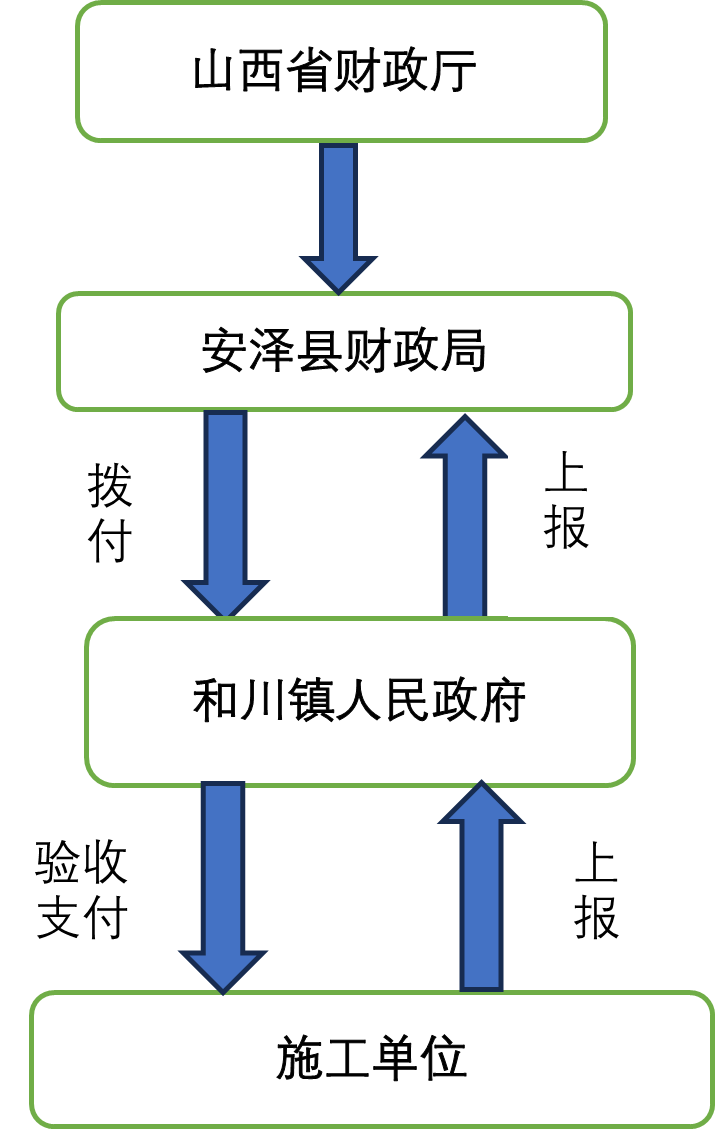 山西省财政厅
安泽县财政局
拨
付
上
报
和川镇人民政府
验收
支付
上
报
施工单位